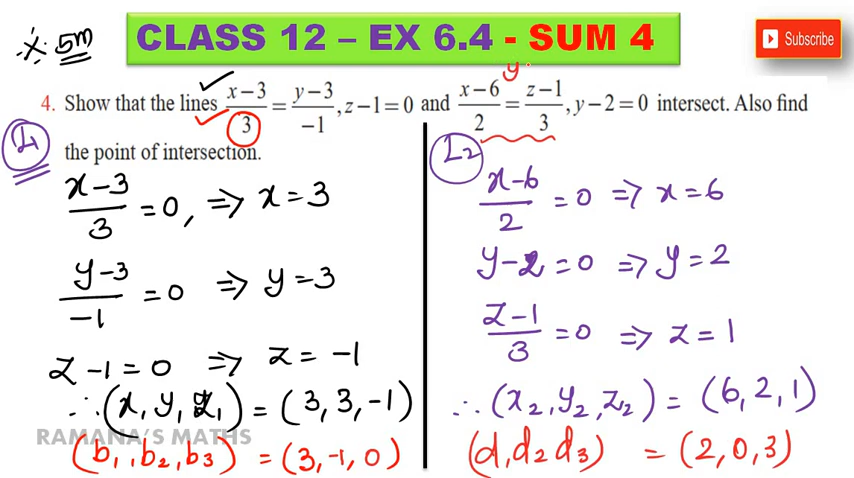 ※ 5m
CLASS 12 – EX 6.4 - SUM 4
Subscribe
4. Show that the lines (x−3)/3 = (y−3)/−1, z−1=0 and (x−6)/2 = (z−1)/3, y−2=0 intersect. Also find
the point of intersection.
y
L1
(x-3)/3 = 0, ⇒ x = 3
(y-3)/-1 = 0 ⇒ y = 3
z-1 = 0 ⇒ z = -1
∴ (x, y, z1) = (3, 3, -1)
RAMANA'S MATHS
(b1, b2, b3) = (3, -1, 0)
L2
(x-6)/2 = 0 ⇒ x = 6
y-2 = 0 ⇒ y = 2
(z-1)/3 = 0 ⇒ z = 1
∴ (x2, y2, z2) = (6, 2, 1)
(d, d2 d3) = (2, 0, 3)